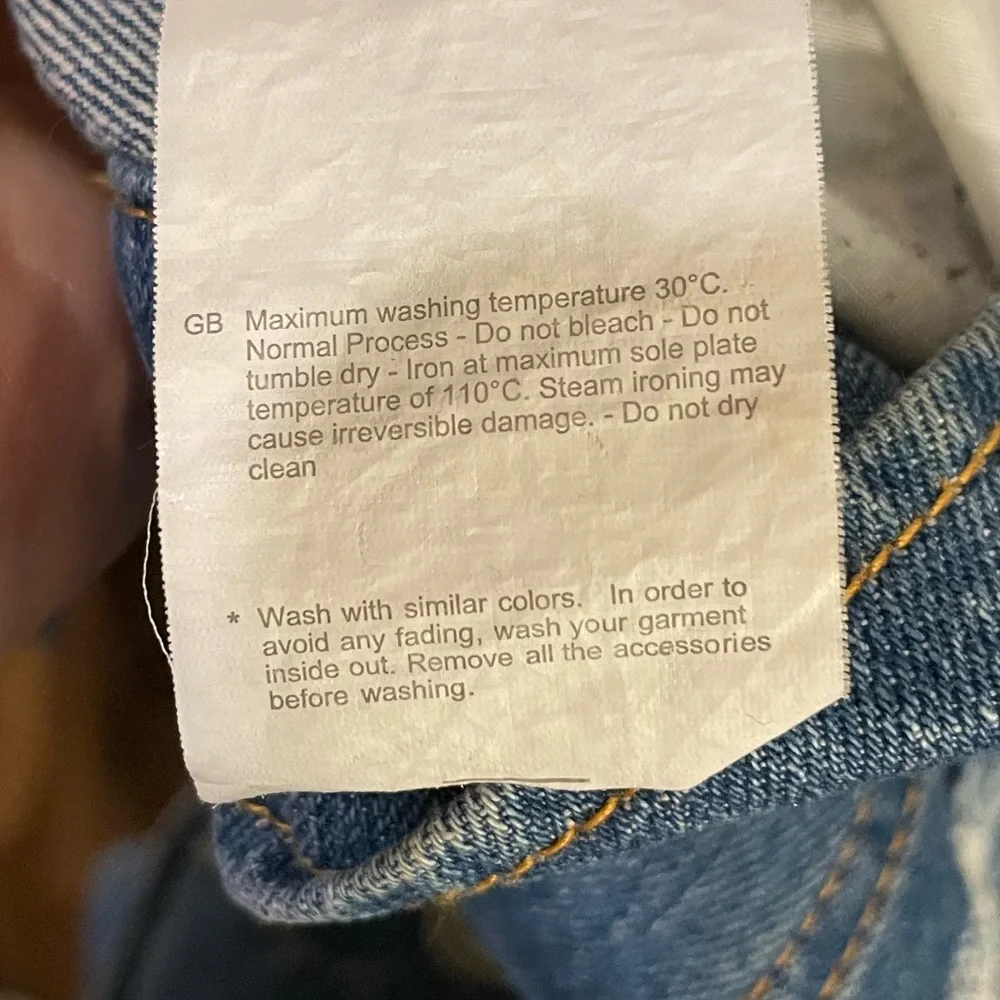 GB Maximum washing temperature 30°C.
Normal Process - Do not bleach - Do not
tumble dry - Iron at maximum sole plate
temperature of 110°C. Steam ironing may
cause irreversible damage. - Do not dry
clean
* Wash with similar colors. In order to
avoid any fading, wash your garment
inside out. Remove all the accessories
before washing.